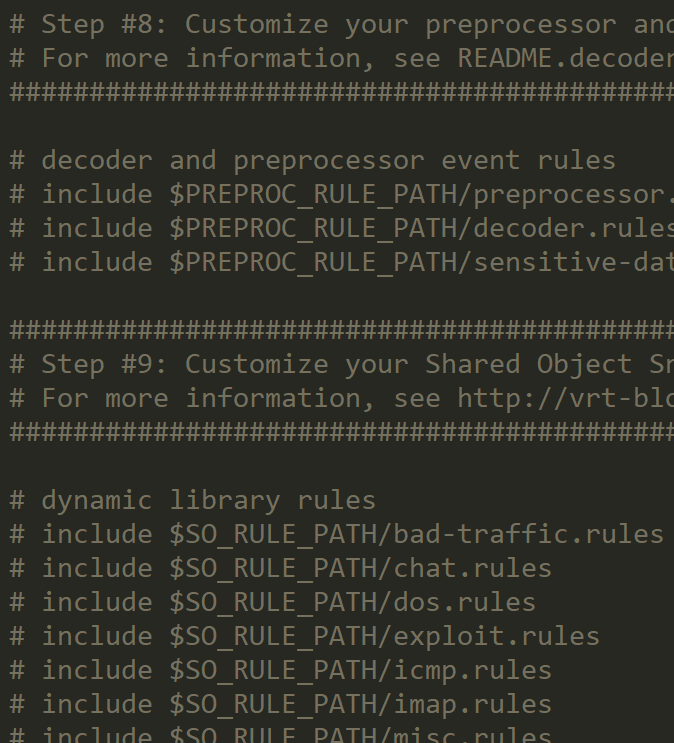 # Step #8: Customize your preprocessor and
# For more information, see README.decoder
##########################################
# decoder and preprocessor event rules
# include $PREPROC_RULE_PATH/preprocessor.
# include $PREPROC_RULE_PATH/decoder.rules
# include $PREPROC_RULE_PATH/sensitive-dat
##########################################
# Step #9: Customize your Shared Object Sn
# For more information, see http://vrt-blo
##########################################
# dynamic library rules
# include $SO_RULE_PATH/bad-traffic.rules
# include $SO_RULE_PATH/chat.rules
# include $SO_RULE_PATH/dos.rules
# include $SO_RULE_PATH/exploit.rules
# include $SO_RULE_PATH/icmp.rules
# include $SO_RULE_PATH/imap.rules
# include $SO_RULE_PATH/misc.rules